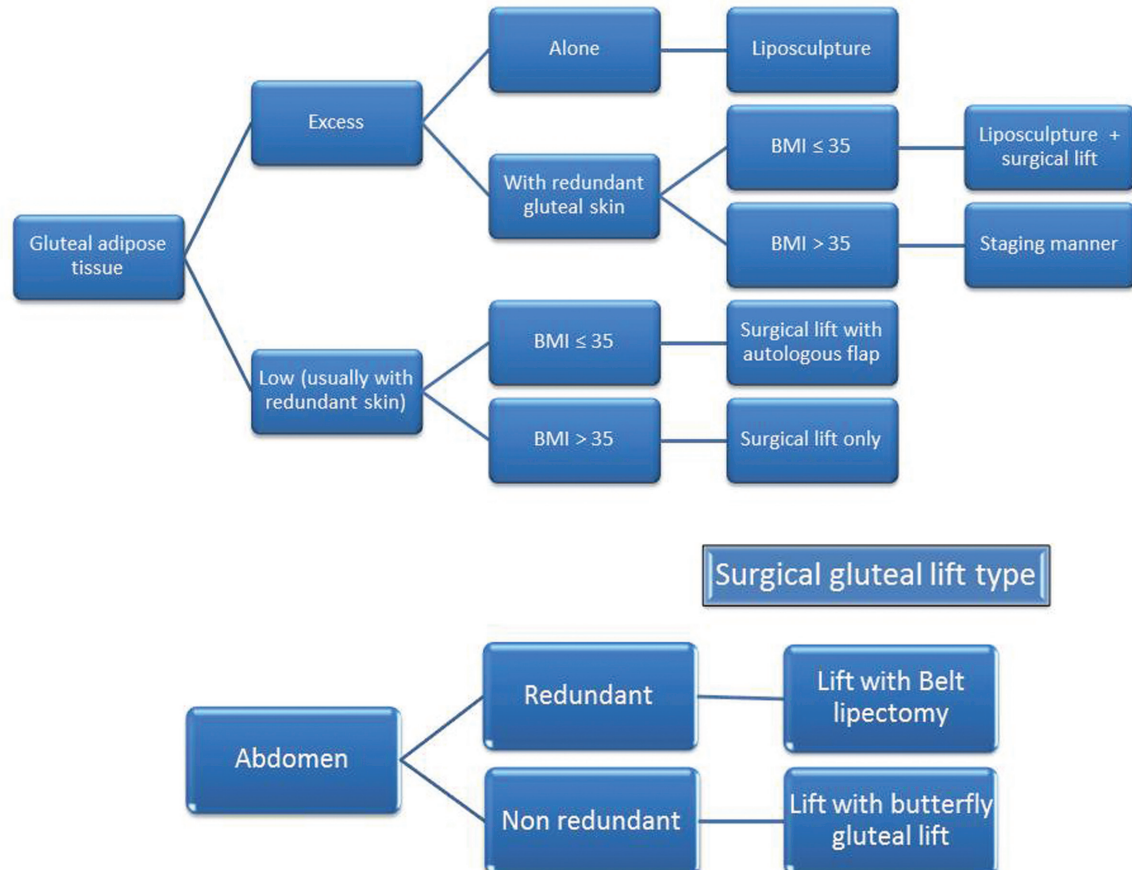 Alone
Liposculpture
Excess
BMI ≤ 35
Liposculpture +
surgical lift
With redundant
gluteal skin
BMI > 35
Staging manner
Gluteal adipose
tissue
BMI ≤ 35
Surgical lift with
autologous flap
Low (usually with
redundant skin)
BMI > 35
Surgical lift only
Surgical gluteal lift type
Redundant
Lift with Belt
lipectomy
Abdomen
Non redundant
Lift with butterfly
gluteal lift